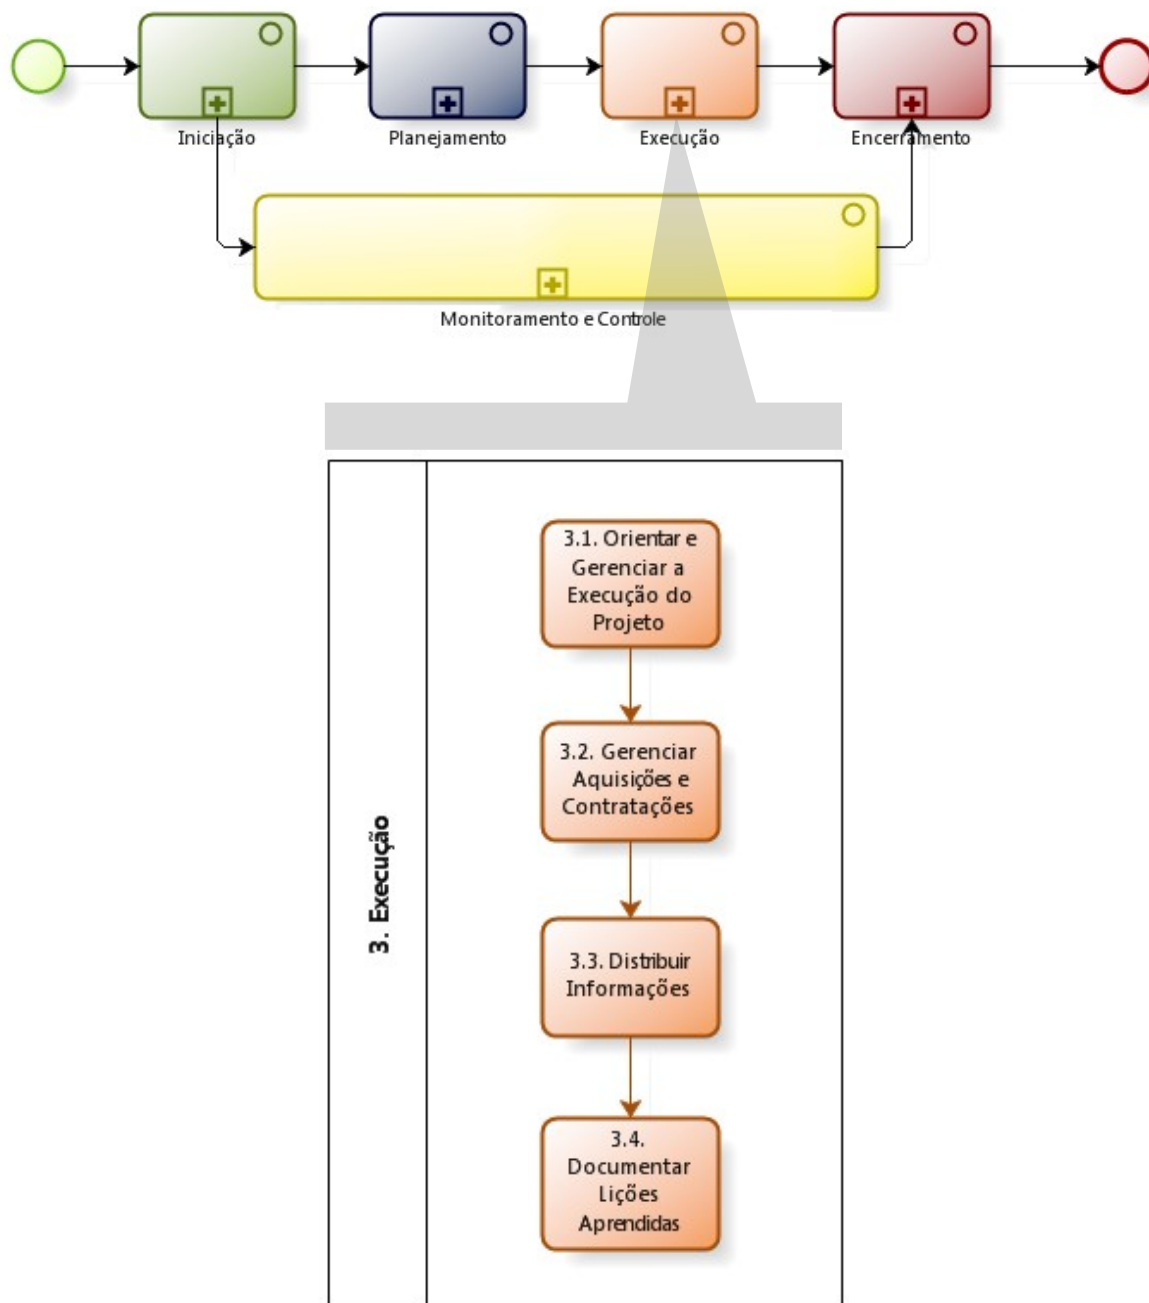 Iniciação
Planejamento
Execução
Encerramento
Monitoramento e Controle
3. Execução
3.1. Orientar e
Gerenciar a
Execução do
Projeto
3.2. Gerenciar
Aquisições e
Contratações
3.3. Distribuir
Informações
3.4.
Documentar
Lições
Aprendidas